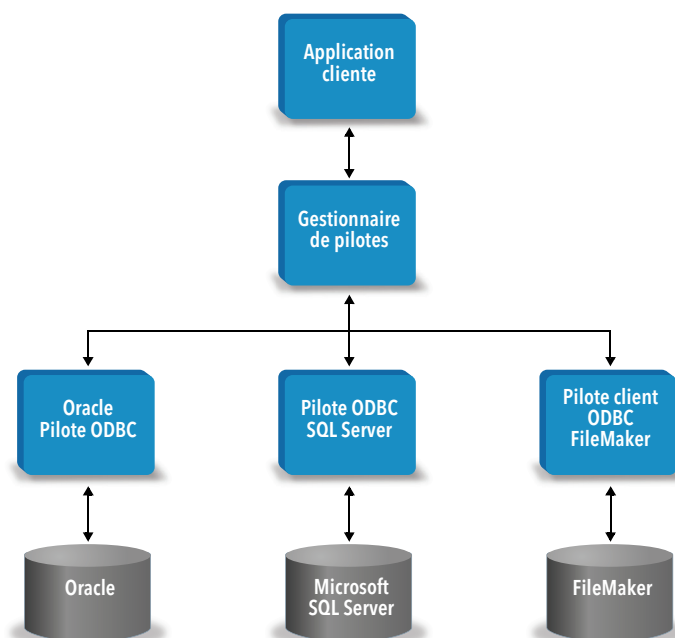 Application
cliente
Gestionnaire
de pilotes
Oracle
Pilote ODBC
Pilote ODBC
SQL Server
Pilote client
ODBC
FileMaker
Oracle
Microsoft
SQL Server
FileMaker